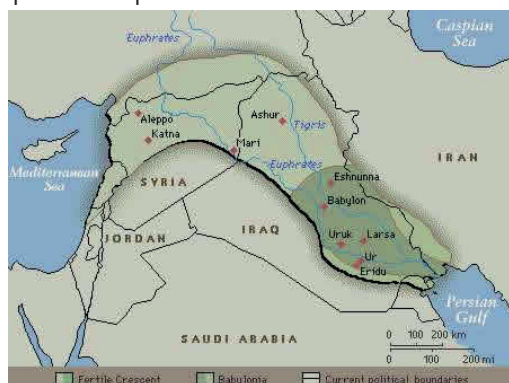 Euphrates
Caspian
Sea
Aleppo
Katna
Ashur
Tigris
Mari
Euphrates
IRAN
Mediterranean
Sea
SYRIA
Eshnunna
Babylon
JORDAN
IRAQ
Uruk
Larsa
Ur
Eridu
Persian
Gulf
SAUDI ARABIA
0 100 200 km
0 100 200 mi
Fertile Crescent
Babylonia
Current political boundaries